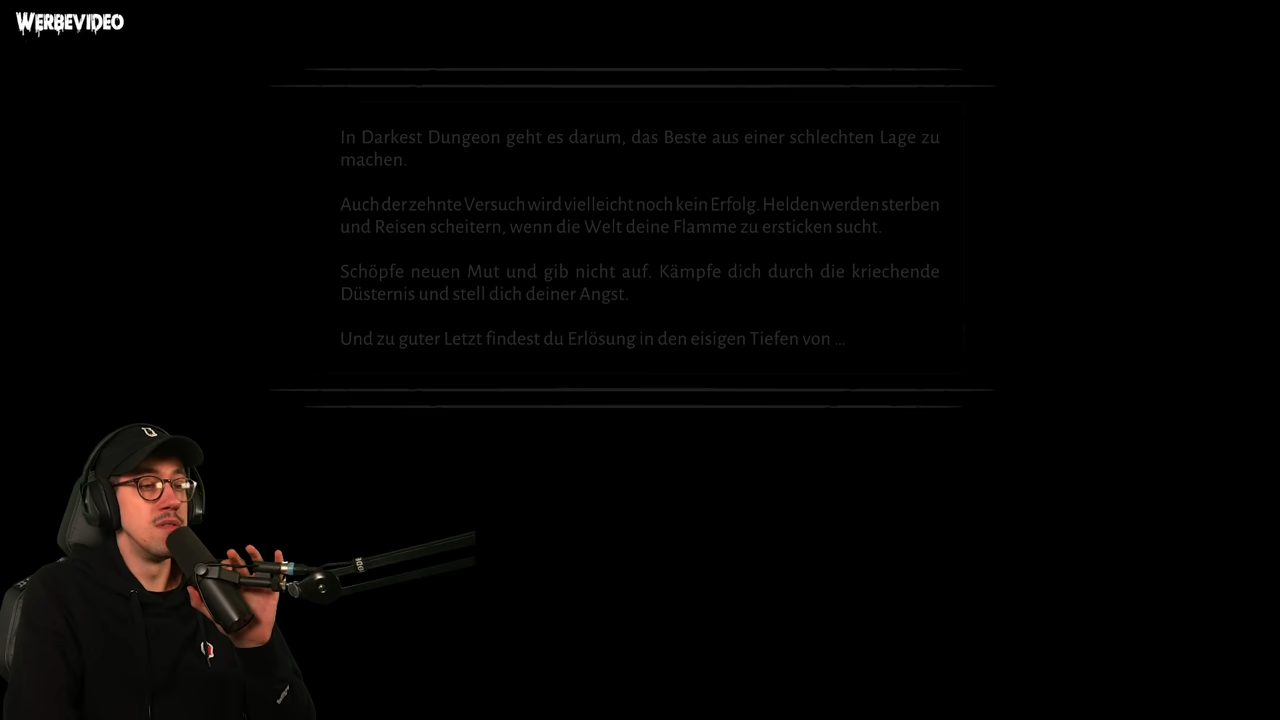 WERBEVIDEO
In Darkest Dungeon geht es darum, das Beste aus einer schlechten Lage zu
machen.
Auch der zehnte Versuch wird vielleicht noch kein Erfolg. Helden werden sterben
und Reisen scheitern, wenn die Welt deine Flamme zu ersticken sucht.
Schöpfe neuen Mut und gib nicht auf. Kämpfe dich durch die kriechende
Düsternis und stell dich deiner Angst.
Und zu guter Letzt findest du Erlösung in den eisigen Tiefen von ...